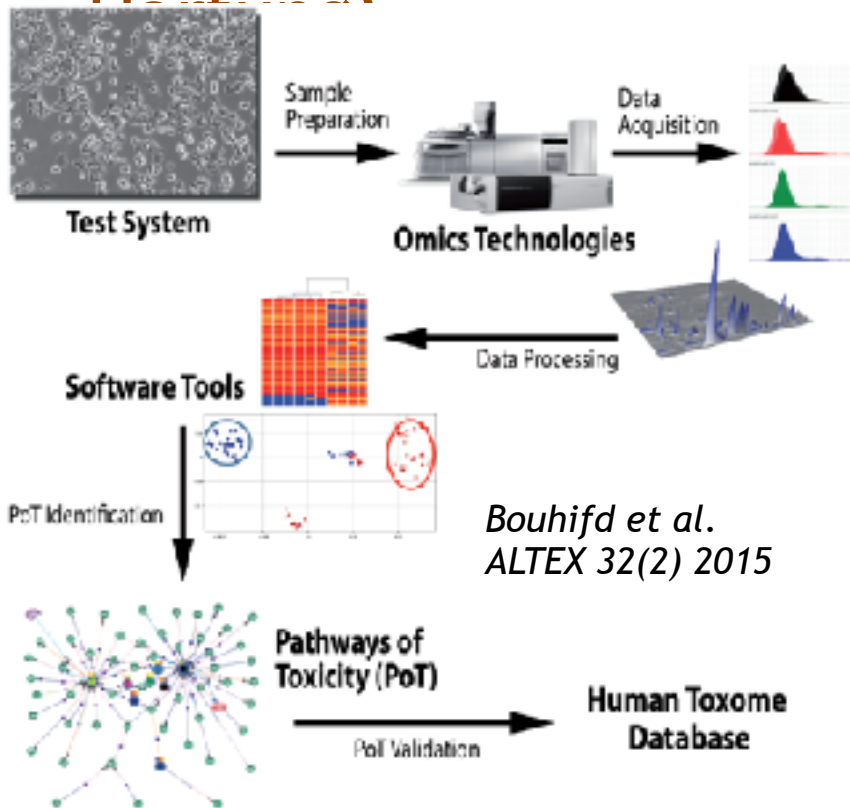 Sample
Preparation
Data
Acquisition
Test System
Omics Technologies
Data Processing
Software Tools
PoT Identification
Bouhifd et al.
ALTEX 32(2) 2015
Pathways of
Toxicity (PoT)
Human Toxome
Database
PoT Validation